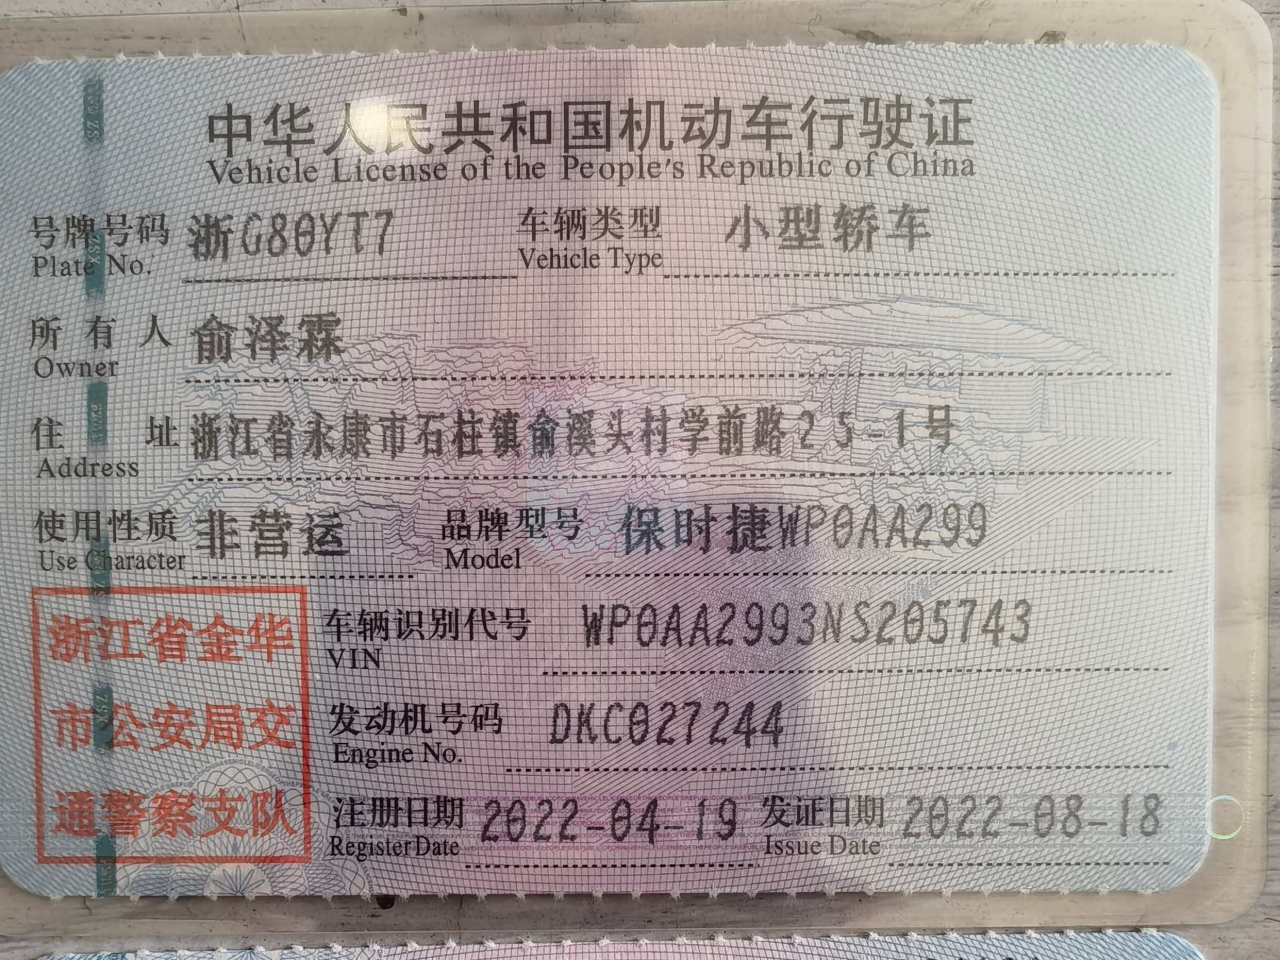 中华人民共和国机动车行驶证
Vehicle License of the People's Republic of China
号牌号码 浙G80YT7 车辆类型 小型轿车
Plate No. Vehicle Type
所有人 俞泽霖
Owner
住址 浙江省永康市石柱镇俞溪头村学前路25-1号
Address
使用性质 非营运 品牌型号 保时捷WP0AA299
Use Character Model
浙江省金华
市公安局交
通警察支队
车辆识别代号 WP0AA2993NS205743
VIN
发动机号码 DKC027244
Engine No.
注册日期 2022-04-19 发证日期 2022-08-18
Register Date Issue Date